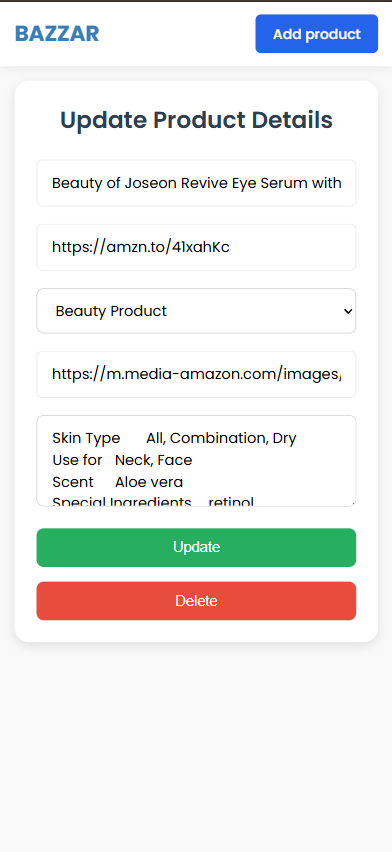 BAZZAR
Add product
Update Product Details
Beauty of Joseon Revive Eye Serum with
https://amzn.to/41xahKc
Beauty Product
https://m.media-amazon.com/images/
Skin Type All, Combination, Dry
Use for Neck, Face
Scent Aloe vera
Special Ingredients retinol
Update
Delete